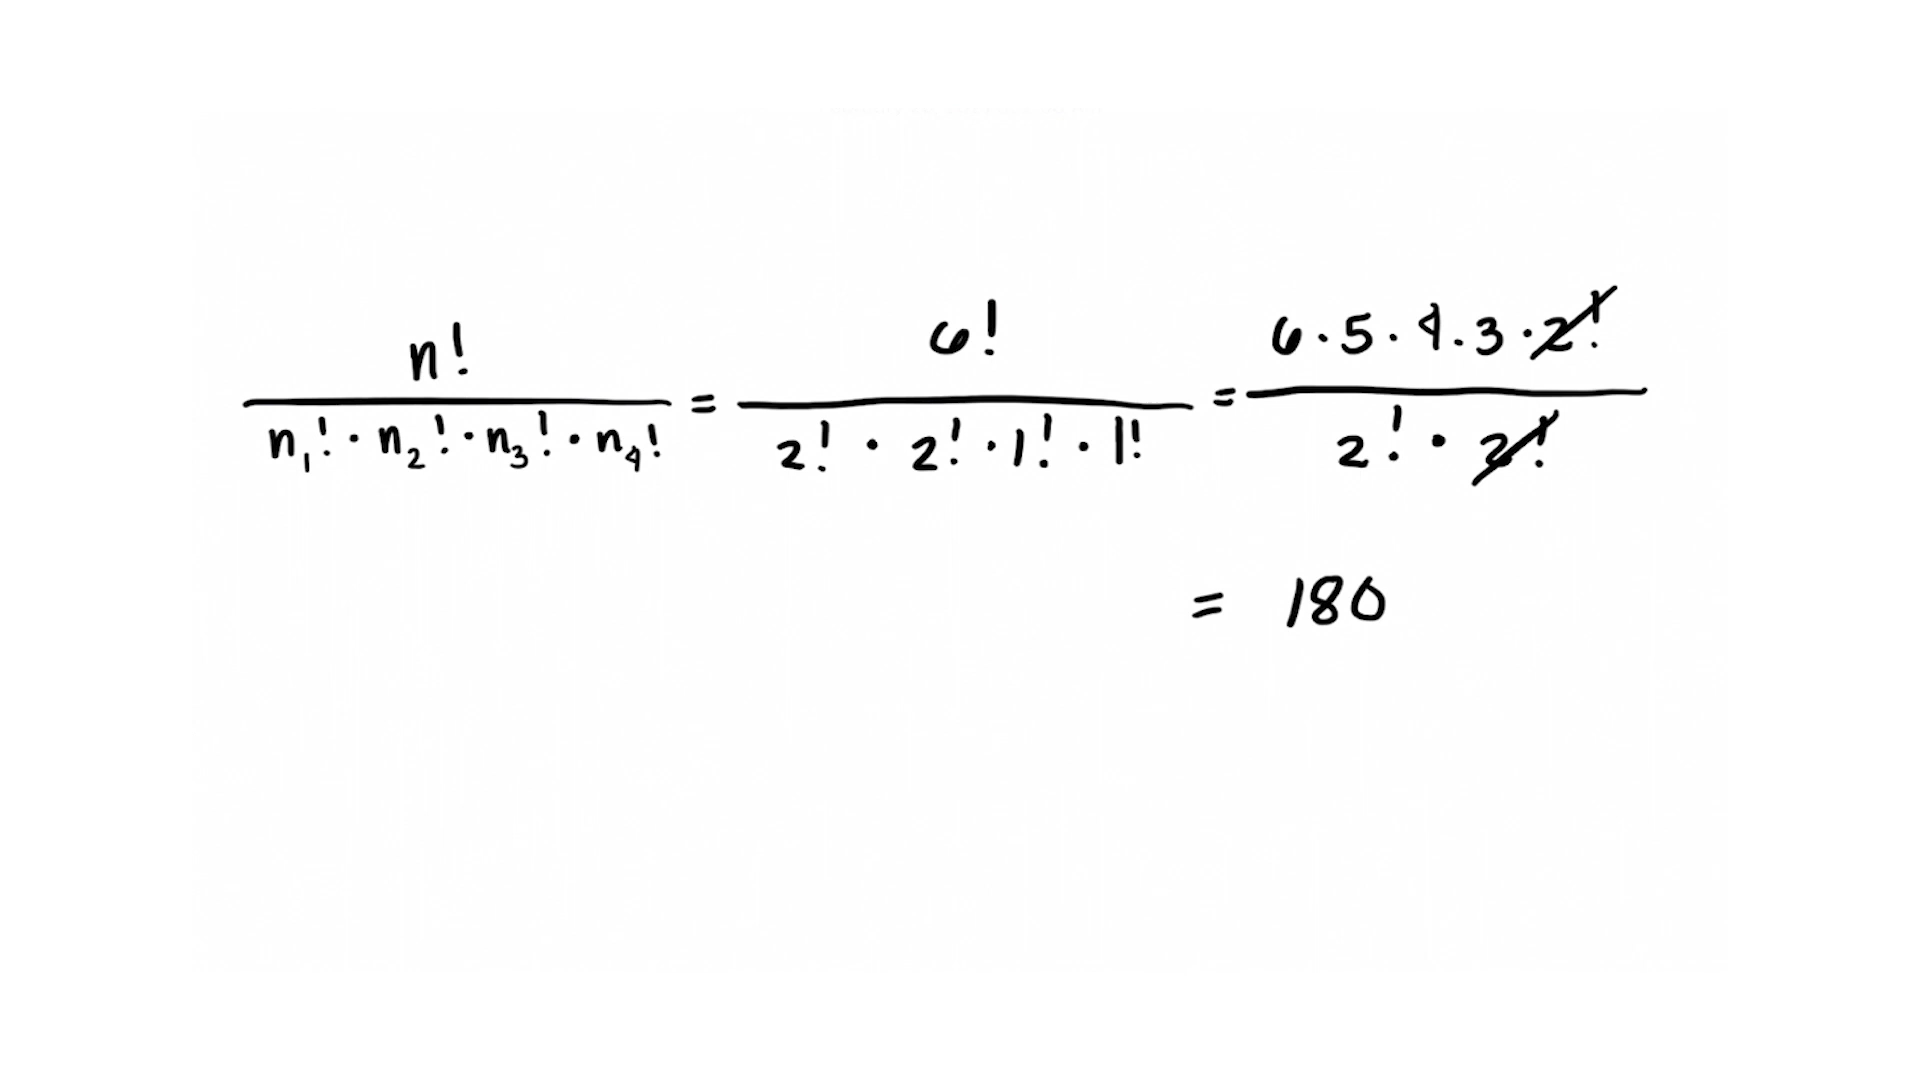 n! / (n₁! · n₂! · n₃! · n₄!) = 6! / (2! · 2! · 1! · 1!) = (6 · 5 · 4 · 3 · 2!) / (2! · 2!)
= 180